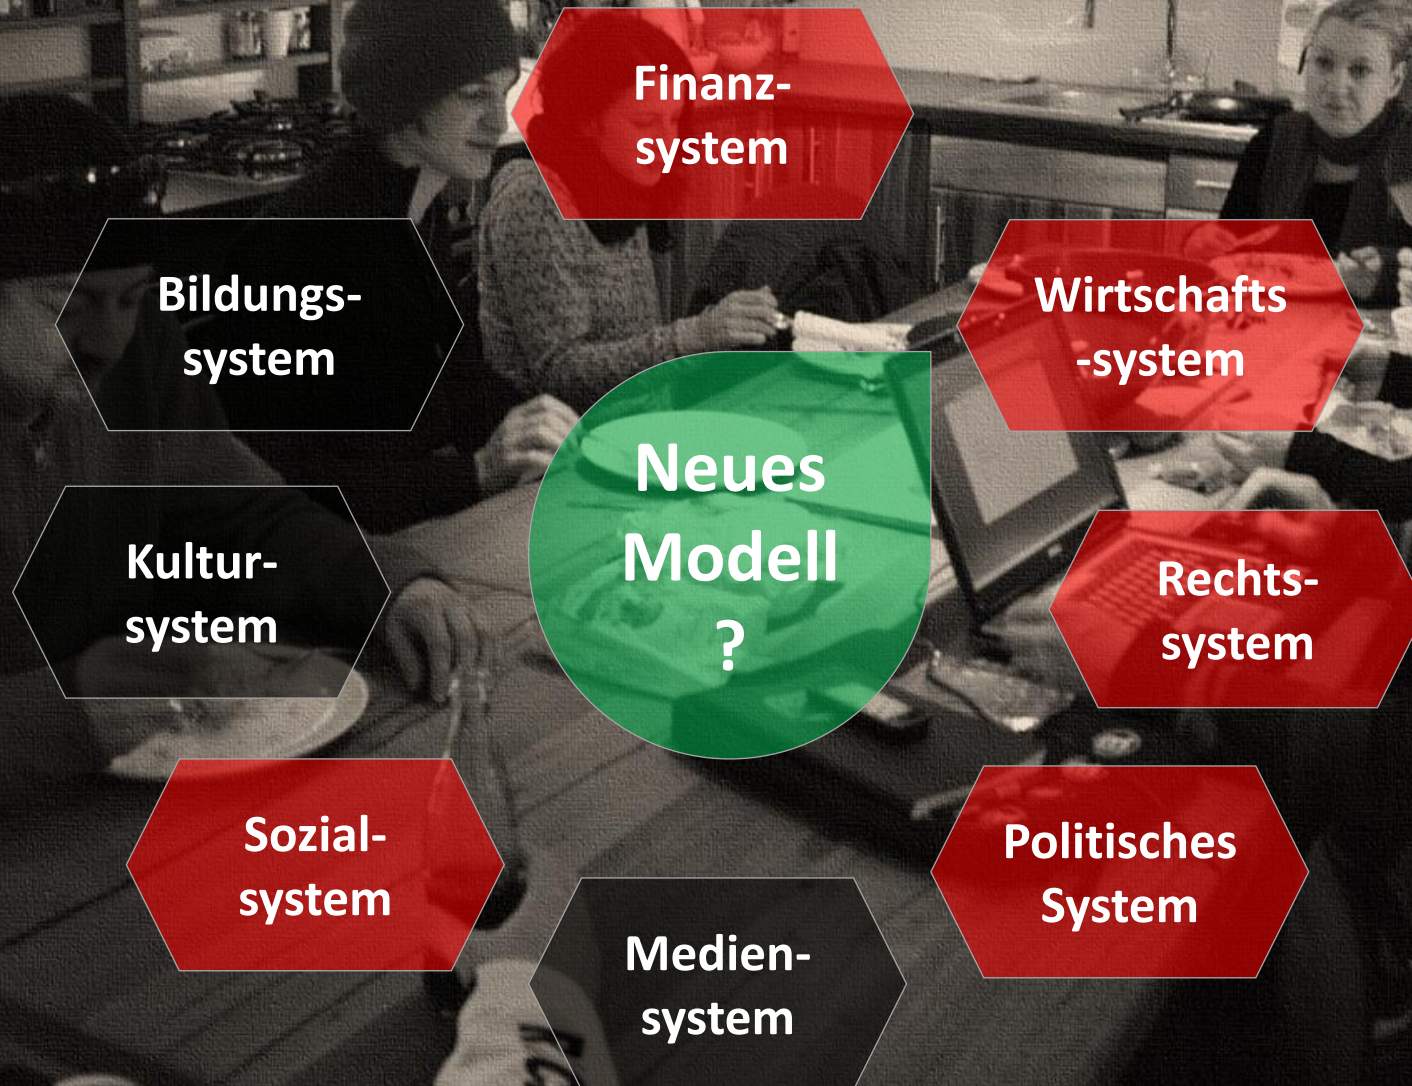 Finanz-
system
Bildungs-
system
Wirtschafts
-system
Neues
Modell
?
Kultur-
system
Rechts-
system
Sozial-
system
Politisches
System
Medien-
system